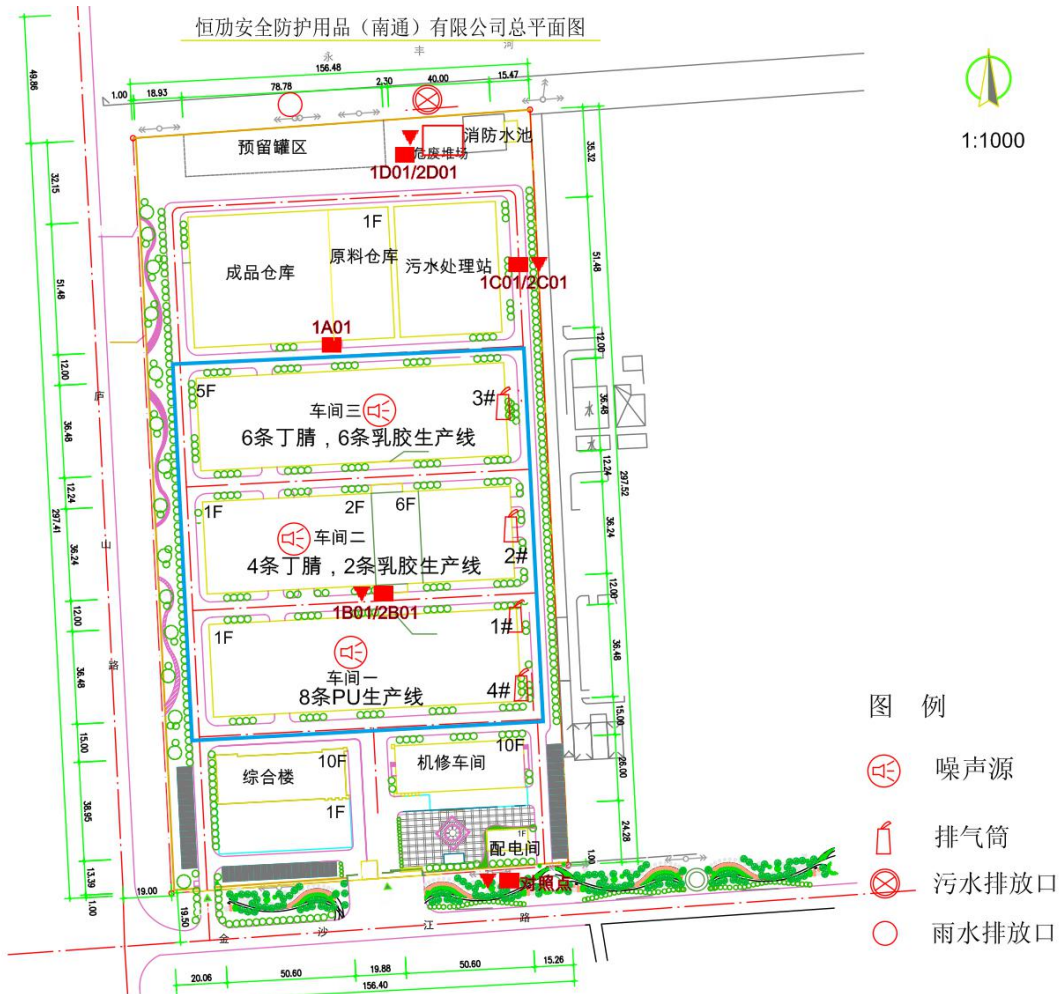 恒劢安全防护用品（南通）有限公司总平面图
永 丰 河
156.48
1.00 18.93 78.78 2.30 40.00 15.47
1:1000
49.86
32.15
51.48
12.00
36.48
12.24
297.41
36.24
12.00
36.48
15.00
38.95
13.39
1.00
35.32
51.48
12.00
36.48
12.24
297.52
36.24
12.00
36.48
15.00
26.00
24.28
1.00
预留罐区
危废堆场
消防水池
1D01/2D01
1F
成品仓库
原料仓库
污水处理站
1C01/2C01
1A01
5F
车间三
3#
6条丁腈，6条乳胶生产线
水
水
1F
2F
6F
车间二
2#
4条丁腈，2条乳胶生产线
1B01/2B01
1F
1#
车间一
4#
8条PU生产线
庐 山 路
综合楼
10F
1F
机修车间
10F
1F
配电间
对照点
19.00
19.50
金 沙 江 路
20.06 50.60 19.88 50.60 15.26
156.40
图 例
噪声源
排气筒
污水排放口
雨水排放口